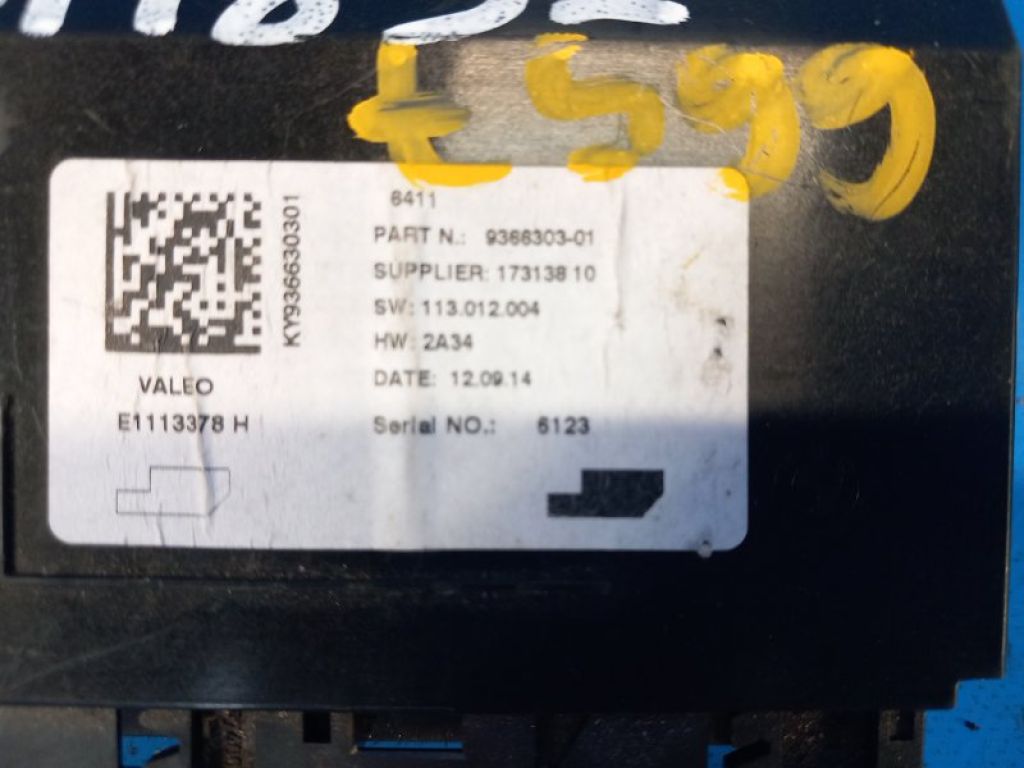 t599
6411
PART N.: 9366303-01
SUPPLIER: 17313810
SW: 113.012.004
HW: 2A34
DATE: 12.09.14
Serial NO.: 6123
KY936630301
VALEO
E1113378 H